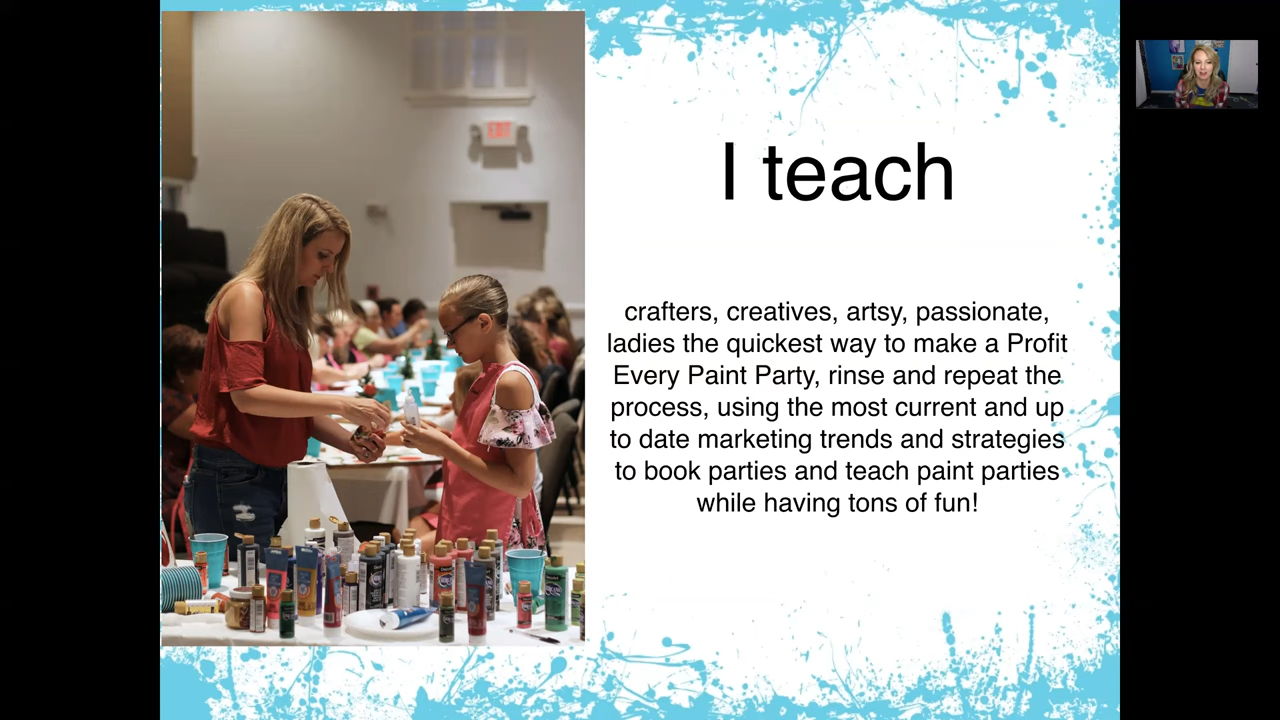 EXIT
I teach
crafters, creatives, artsy, passionate,
ladies the quickest way to make a Profit
Every Paint Party, rinse and repeat the
process, using the most current and up
to date marketing trends and strategies
to book parties and teach paint parties
while having tons of fun!